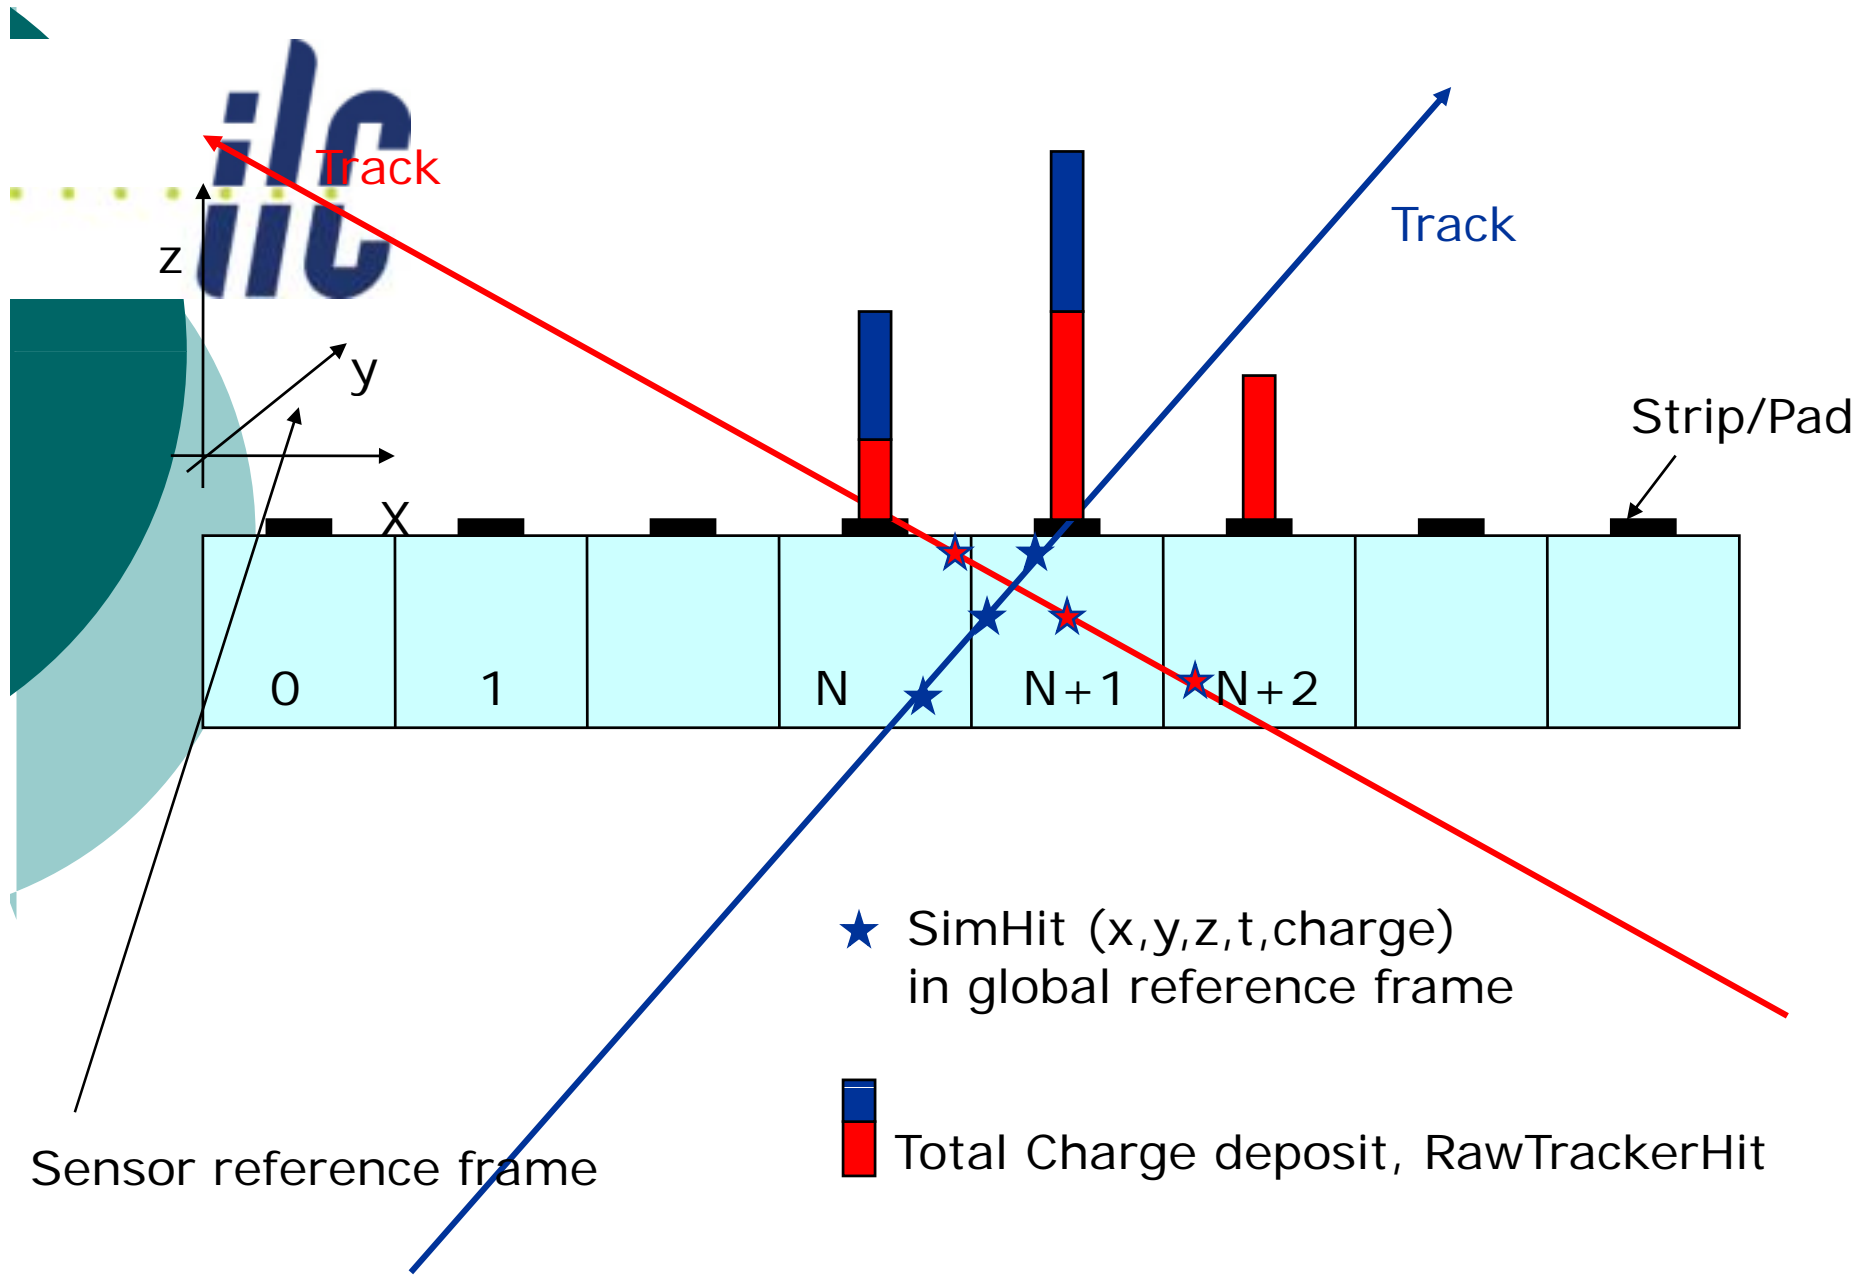 ilc
Track
Track
z
y
x
Strip/Pad
0
1
N
N+1
N+2
SimHit (x,y,z,t,charge)
in global reference frame
Total Charge deposit, RawTrackerHit
Sensor reference frame